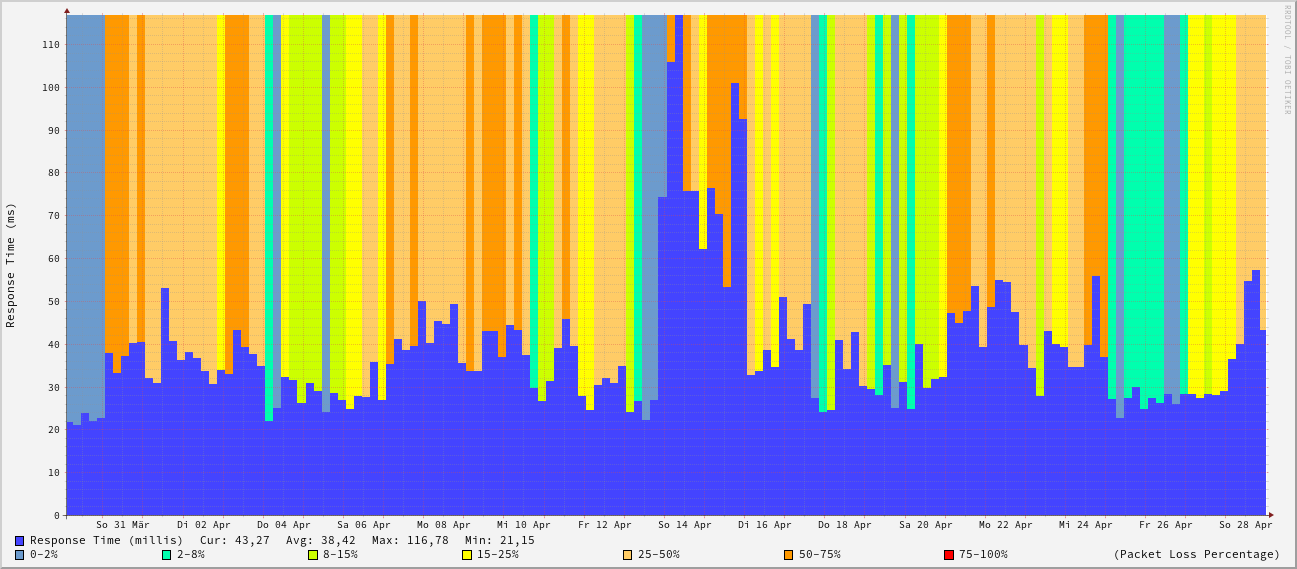 RRDTOOL / TOBI OETIKER
Response Time (ms)
110
100
90
80
70
60
50
40
30
20
10
0
So 31 Mär Di 02 Apr Do 04 Apr Sa 06 Apr Mo 08 Apr Mi 10 Apr Fr 12 Apr So 14 Apr Di 16 Apr Do 18 Apr Sa 20 Apr Mo 22 Apr Mi 24 Apr Fr 26 Apr So 28 Apr
Response Time (millis) Cur: 43,27 Avg: 38,42 Max: 116,78 Min: 21,15
0-2% 2-8% 8-15% 15-25% 25-50% 50-75% 75-100% (Packet Loss Percentage)